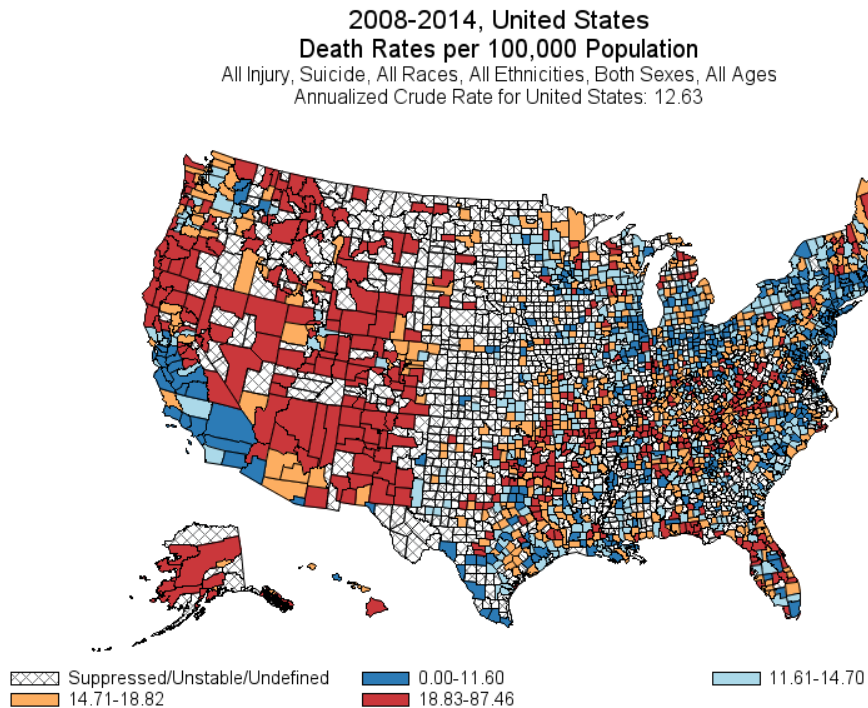 2008-2014, United States
Death Rates per 100,000 Population
All Injury, Suicide, All Races, All Ethnicities, Both Sexes, All Ages
Annualized Crude Rate for United States: 12.63
Suppressed/Unstable/Undefined 0.00-11.60 11.61-14.70
14.71-18.82 18.83-87.46